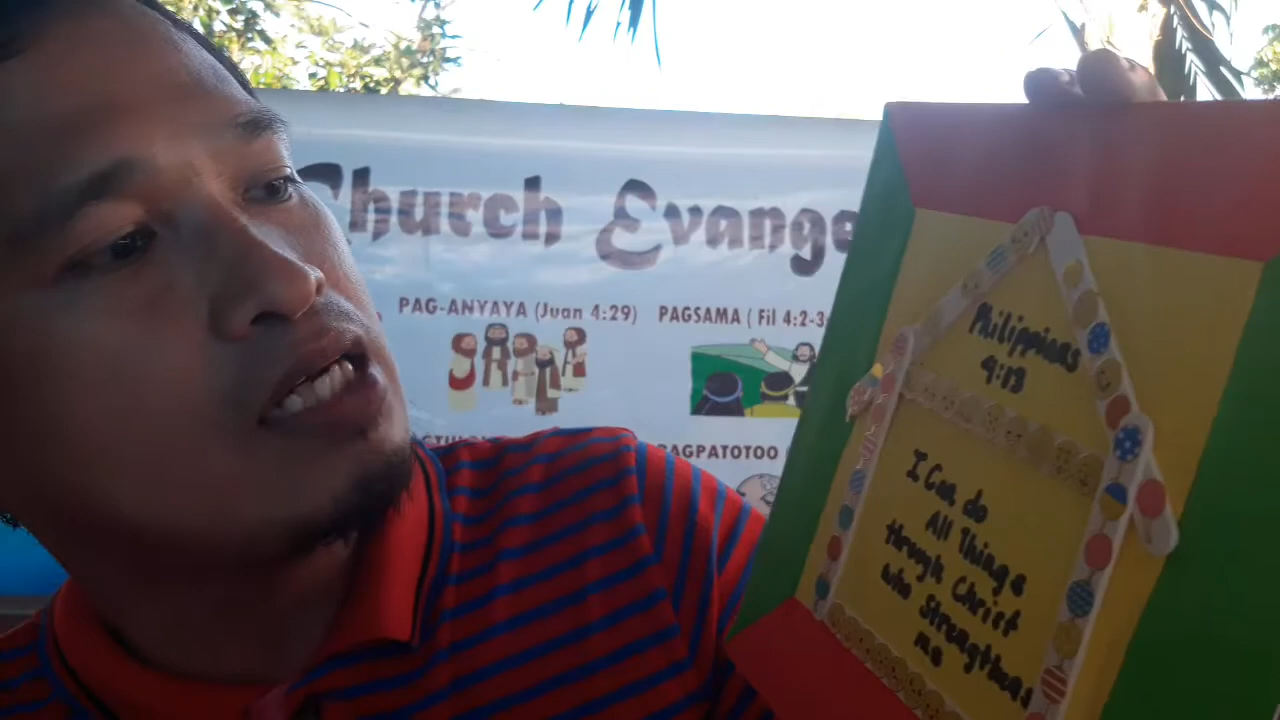 Church Evange
PAG-ANYAYA (Juan 4:29)
PAGSAMA ( Fil 4:2-3
PAGPATOTOO
Philippians
4:13
I Can do
All Things
through Christ
who Strengthens
me